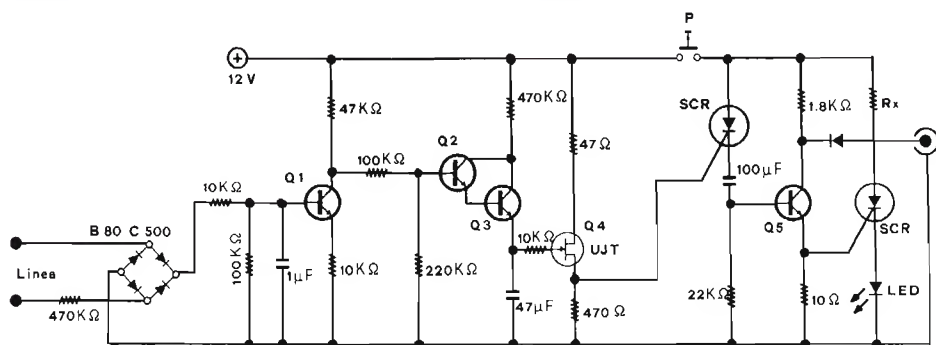 P
12 V
47KΩ
470KΩ
SCR
1.8KΩ
Rx
Q2
47Ω
100KΩ
100µF
Q1
10KΩ
Q3
Q4
Q5
B 80 C 500
10KΩ
UJT
SCR
Linea
100KΩ
1µF
10KΩ
220KΩ
47µF
470Ω
22KΩ
10Ω
LED
470KΩ